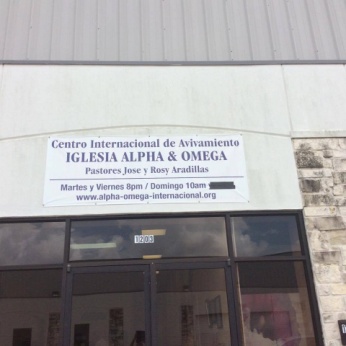 Centro Internacional de Avivamiento
IGLESIA ALPHA & OMEGA
Pastores Jose y Rosy Aradillas
Martes y Viernes 8pm / Domingo 10am
www.alpha-omega-internacional.org
1203